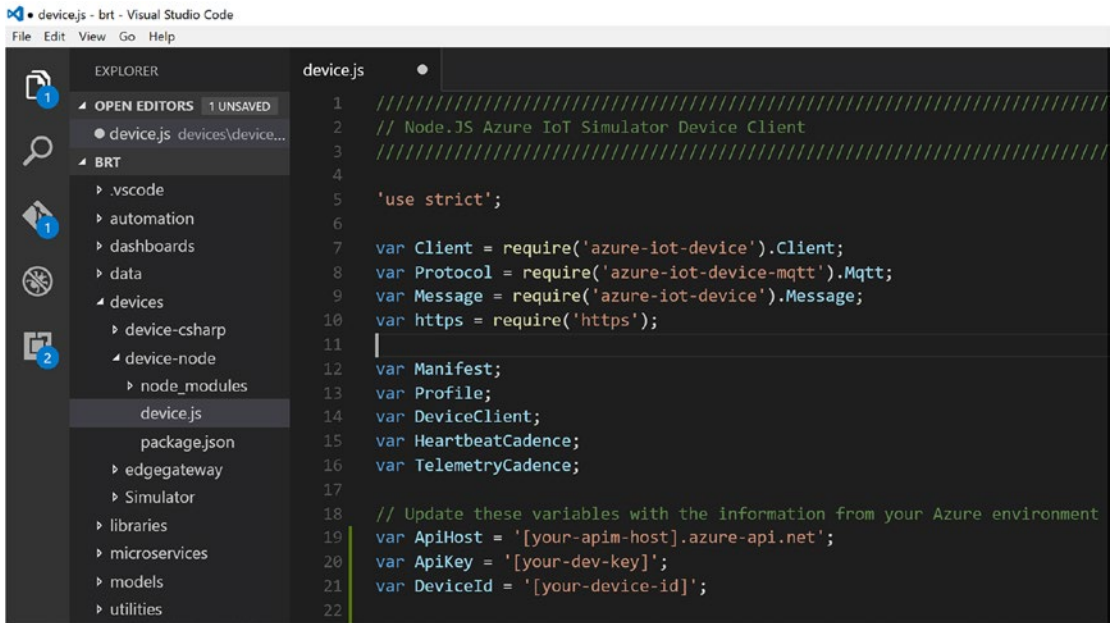 device.js - brt - Visual Studio Code
File Edit View Go Help
EXPLORER
OPEN EDITORS 1 UNSAVED
device.js devices\device...
BRT
.vscode
automation
dashboards
data
devices
device-csharp
device-node
node_modules
device.js
package.json
edgegateway
Simulator
libraries
microservices
models
utilities
1
1
2
device.js
1 ////////////////////////////////////////////////////////////////////////////
2 // Node.JS Azure IoT Simulator Device Client
3 ////////////////////////////////////////////////////////////////////////////
4
5 'use strict';
6
7 var Client = require('azure-iot-device').Client;
8 var Protocol = require('azure-iot-device-mqtt').Mqtt;
9 var Message = require('azure-iot-device').Message;
10 var https = require('https');
11
12 var Manifest;
13 var Profile;
14 var DeviceClient;
15 var HeartbeatCadence;
16 var TelemetryCadence;
17
18 // Update these variables with the information from your Azure environment
19 var ApiHost = '[your-apim-host].azure-api.net';
20 var ApiKey = '[your-dev-key]';
21 var DeviceId = '[your-device-id]';
22